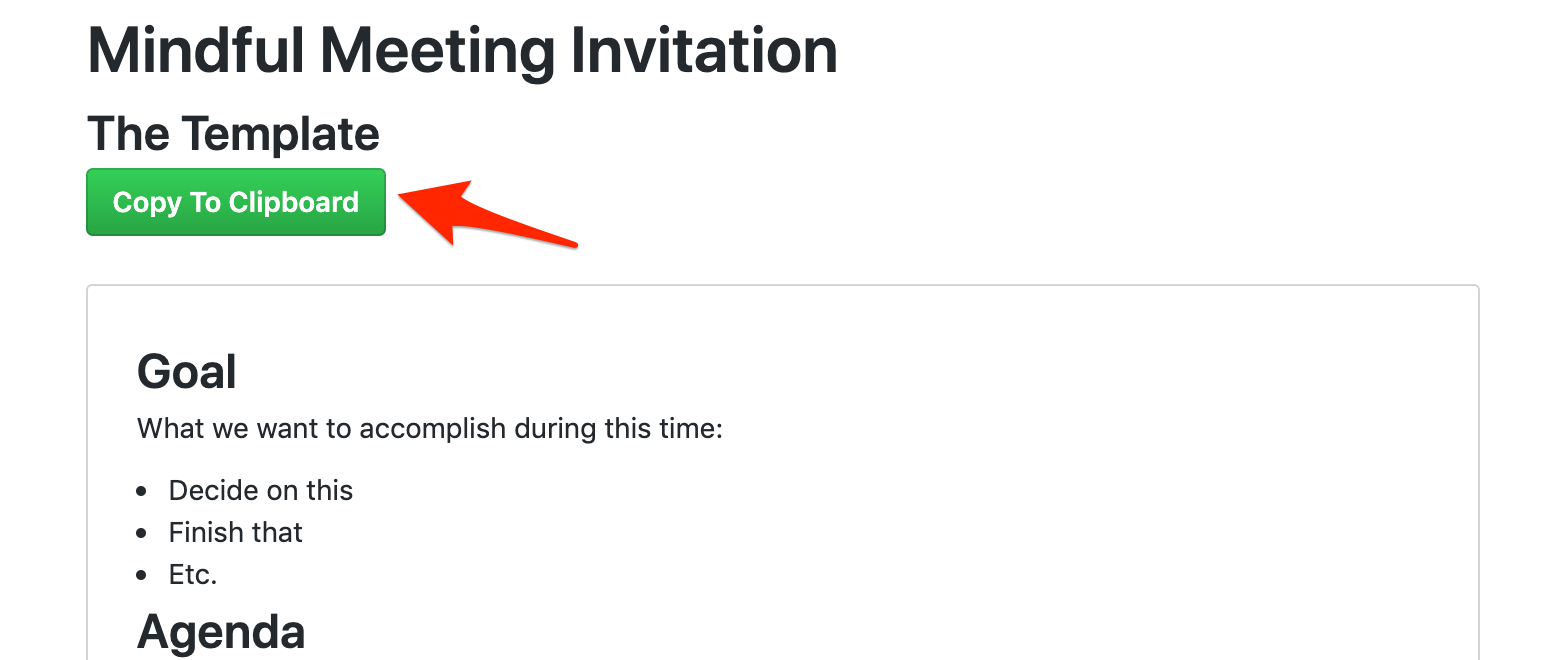 Mindful Meeting Invitation
The Template
Copy To Clipboard
Goal
What we want to accomplish during this time:
Decide on this
Finish that
Etc.
Agenda